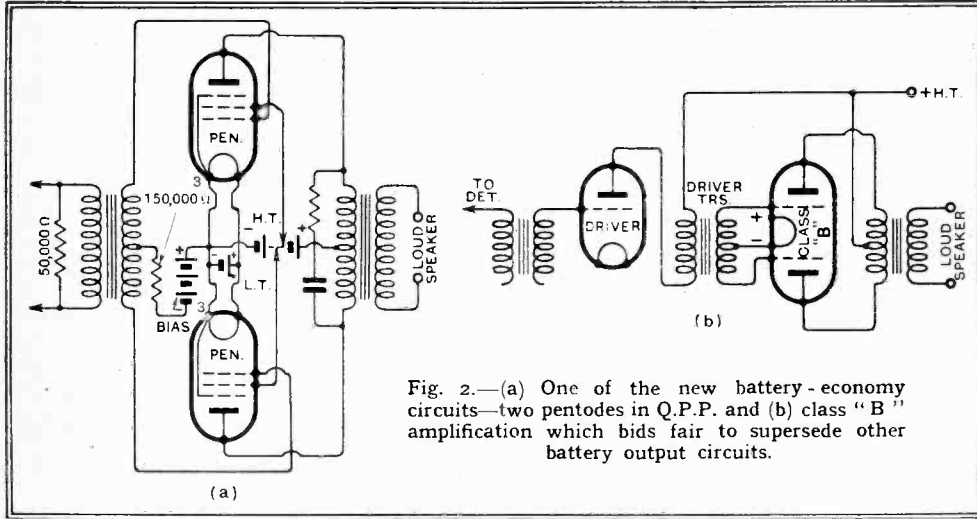 PEN.
3
150,000 Ω
50,000 Ω
+
H.T.
−
+
−
+
L.T.
−
BIAS
3
PEN.
LOUD SPEAKER
(a)
TO DET.
DRIVER
DRIVER TRS.
+
−
CLASS "B"
+H.T.
LOUD SPEAKER
(b)
Fig. 2.—(a) One of the new battery-economy
circuits—two pentodes in Q.P.P. and (b) class "B"
amplification which bids fair to supersede other
battery output circuits.